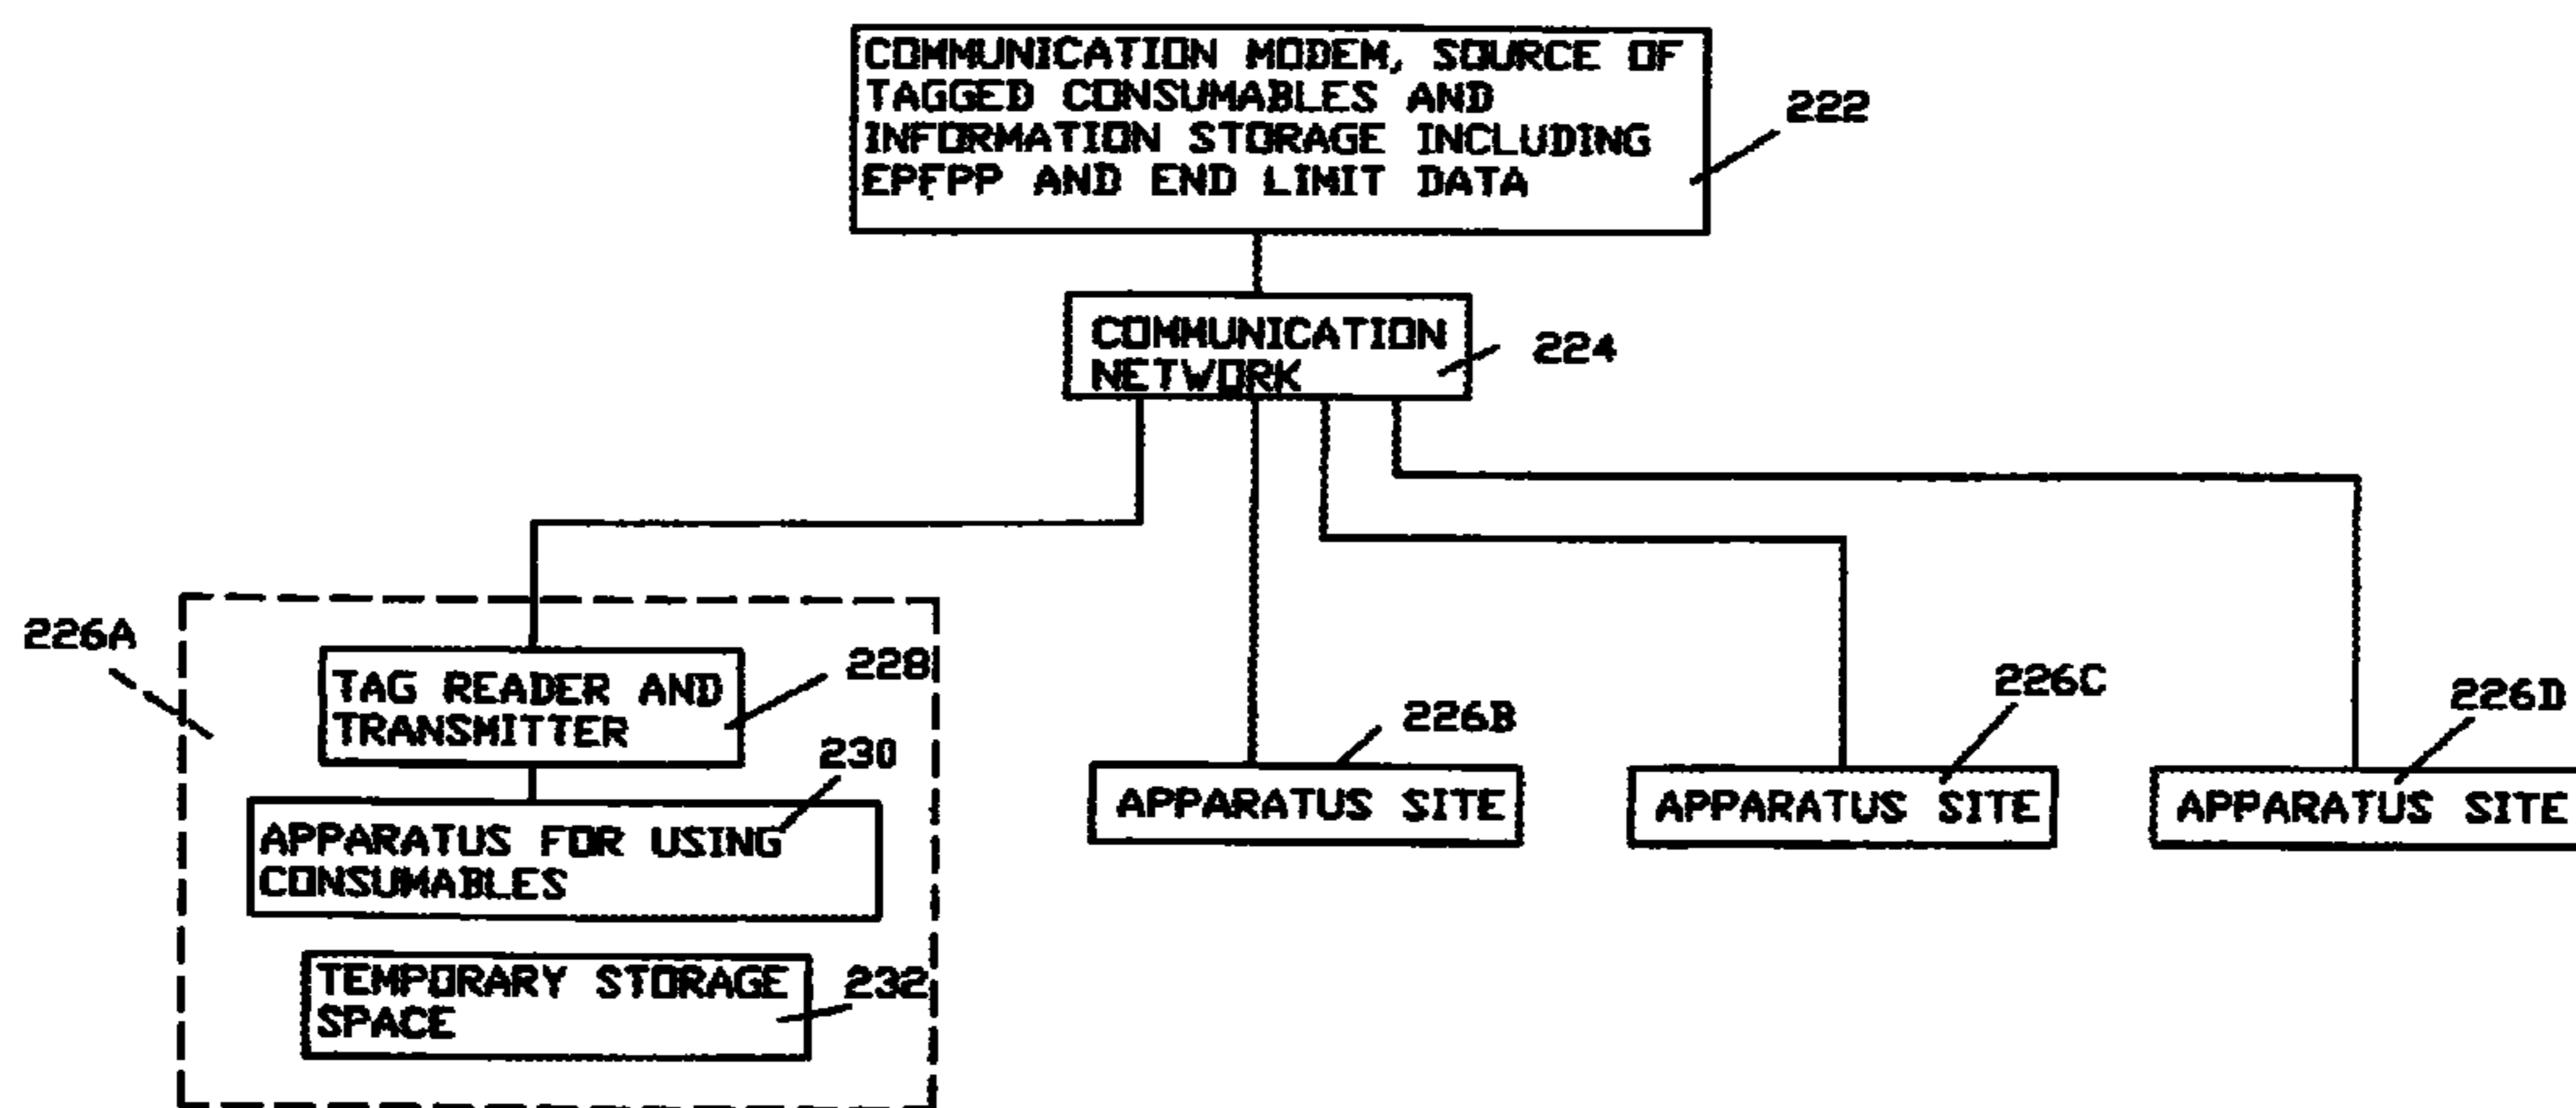 COMMUNICATION MODEM, SOURCE OF
TAGGED CONSUMABLES AND
INFORMATION STORAGE INCLUDING
EPFPP AND END LIMIT DATA
222
COMMUNICATION
NETWORK
224
226A
TAG READER AND
TRANSMITTER
228
230
APPARATUS FOR USING
CONSUMABLES
TEMPORARY STORAGE
SPACE
232
226B
APPARATUS SITE
226C
APPARATUS SITE
226D
APPARATUS SITE